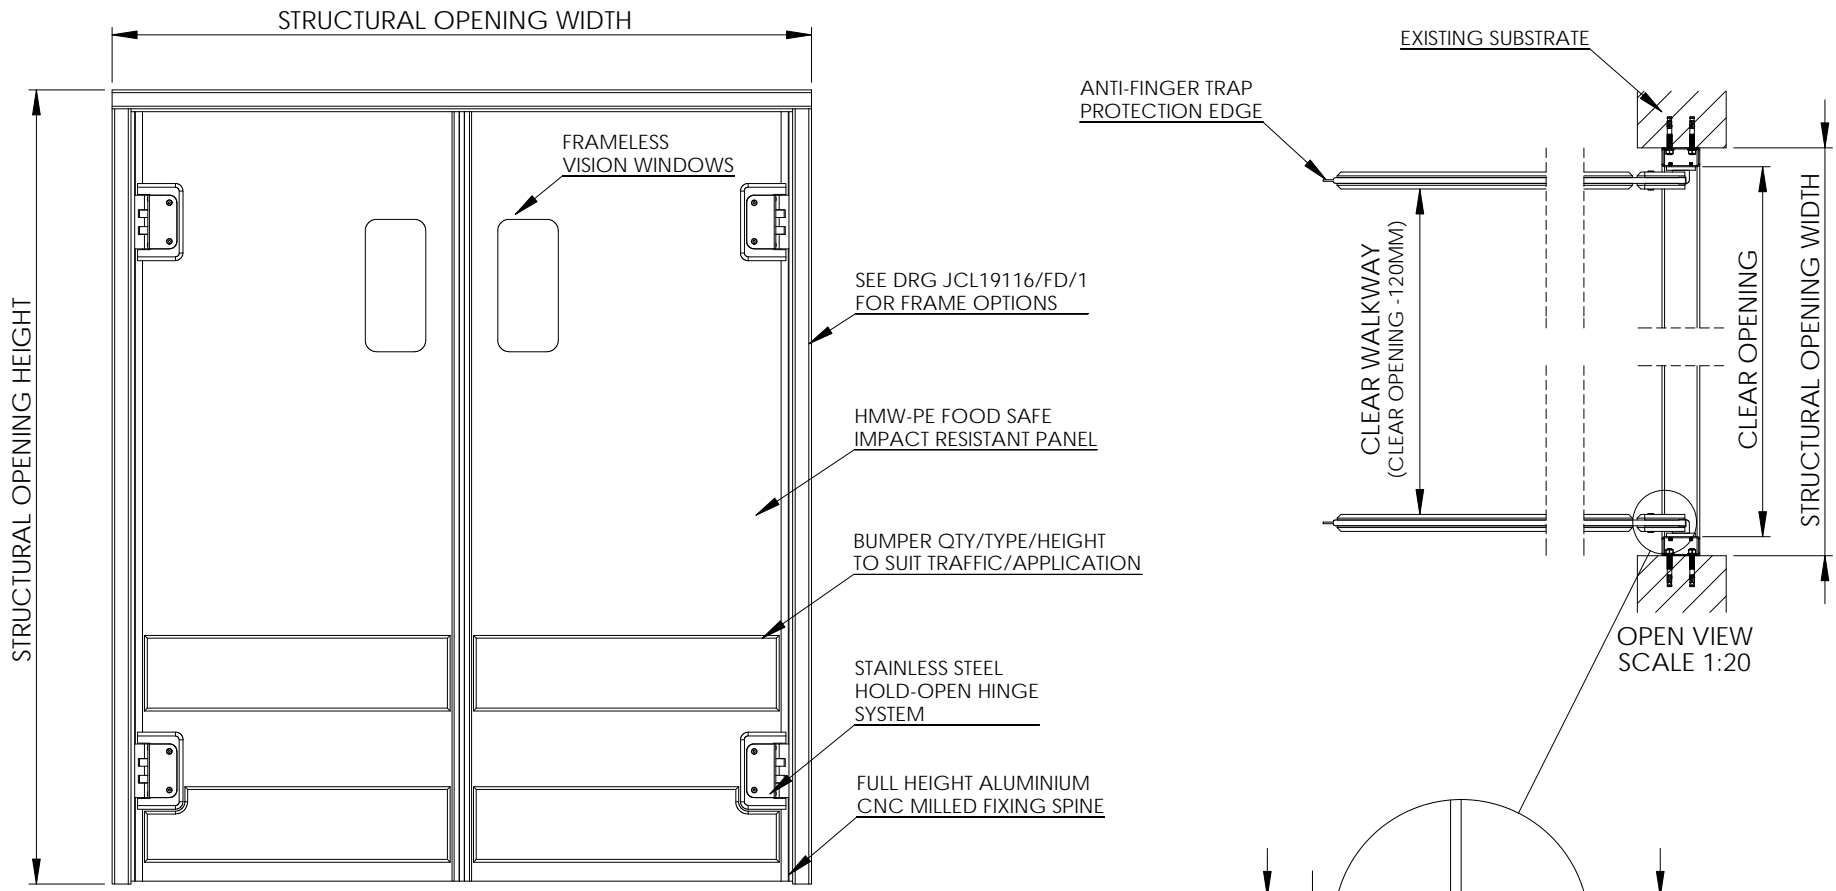 STRUCTURAL OPENING WIDTH
STRUCTURAL OPENING HEIGHT
FRAMELESS
VISION WINDOWS
SEE DRG JCL19116/FD/1
FOR FRAME OPTIONS
HMW-PE FOOD SAFE
IMPACT RESISTANT PANEL
BUMPER QTY/TYPE/HEIGHT
TO SUIT TRAFFIC/APPLICATION
STAINLESS STEEL
HOLD-OPEN HINGE
SYSTEM
FULL HEIGHT ALUMINIUM
CNC MILLED FIXING SPINE
EXISTING SUBSTRATE
ANTI-FINGER TRAP
PROTECTION EDGE
CLEAR WALKWAY
(CLEAR OPENING -120MM)
CLEAR OPENING
STRUCTURAL OPENING WIDTH
OPEN VIEW
SCALE 1:20